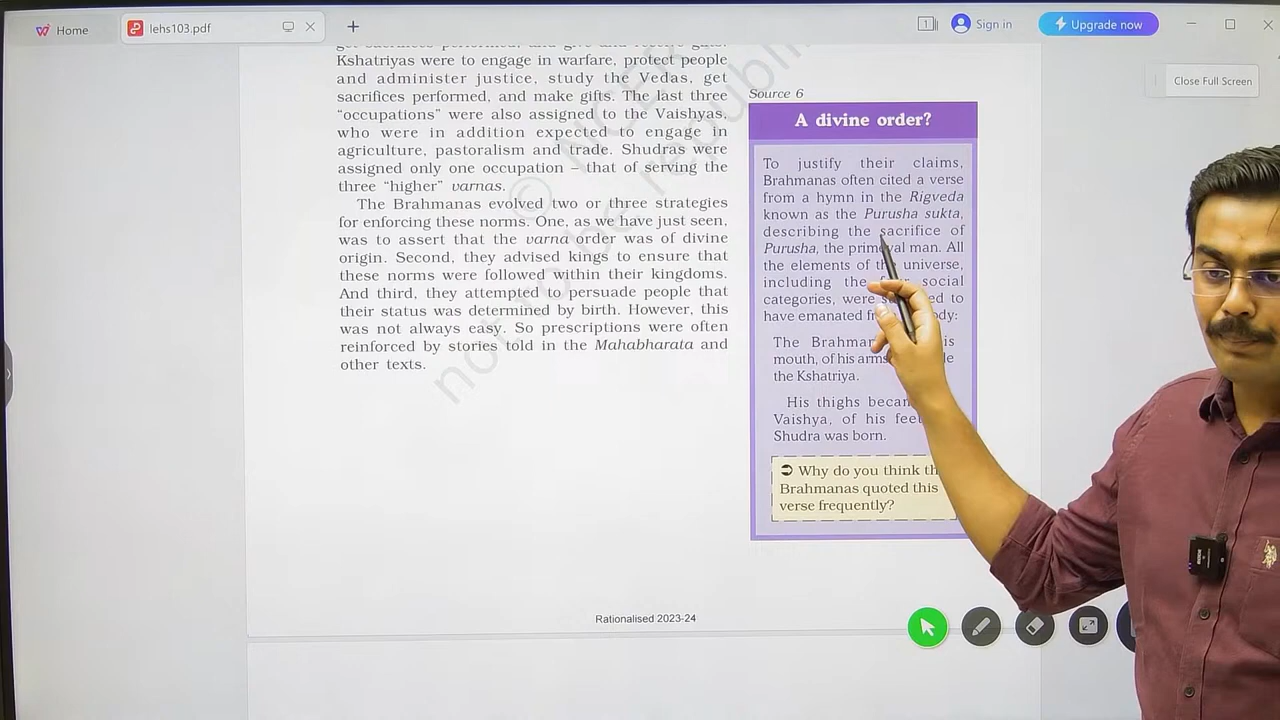 Home
lehs103.pdf
+
1
Sign in
Upgrade now
Close Full Screen
Kshatriyas were to engage in warfare, protect people
and administer justice, study the Vedas, get
sacrifices performed, and make gifts. The last three
“occupations” were also assigned to the Vaishyas,
who were in addition expected to engage in
agriculture, pastoralism and trade. Shudras were
assigned only one occupation – that of serving the
three “higher” varnas.
The Brahmanas evolved two or three strategies
for enforcing these norms. One, as we have just seen,
was to assert that the varna order was of divine
origin. Second, they advised kings to ensure that
these norms were followed within their kingdoms.
And third, they attempted to persuade people that
their status was determined by birth. However, this
was not always easy. So prescriptions were often
reinforced by stories told in the Mahabharata and
other texts.
Source 6
A divine order?
To justify their claims,
Brahmanas often cited a verse
from a hymn in the Rigveda
known as the Purusha sukta,
describing the sacrifice of
Purusha, the primeval man. All
the elements of the universe,
including the social
categories, were to
have emanated
The
mouth, of his arms
the Kshatriya.
His thighs
Vaishya, of his feet
Shudra was born.
➲ Why do you think
Brahmanas quoted this
verse frequently?
Rationalised 2023-24
© NCERT
not to be republished